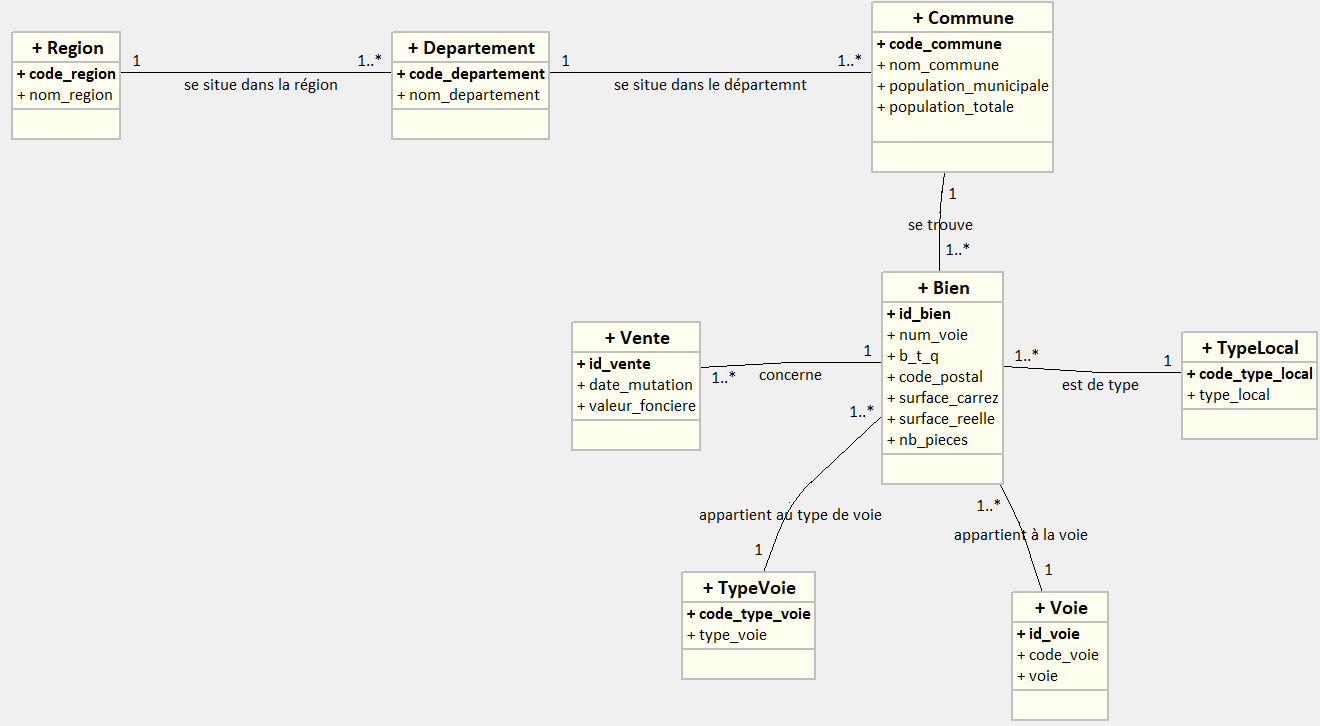 + Region
+ code_region
+ nom_region
1
1..*
se situe dans la région
+ Departement
+ code_departement
+ nom_departement
1
1..*
se situe dans le départemnt
+ Commune
+ code_commune
+ nom_commune
+ population_municipale
+ population_totale
1
se trouve
1..*
+ Bien
+ id_bien
+ num_voie
+ b_t_q
+ code_postal
+ surface_carrez
+ surface_reelle
+ nb_pieces
+ Vente
+ id_vente
+ date_mutation
+ valeur_fonciere
1..*
concerne
1
1..*
est de type
1
+ TypeLocal
+ code_type_local
+ type_local
1..*
appartient au type de voie
1
+ TypeVoie
+ code_type_voie
+ type_voie
1..*
appartient à la voie
1
+ Voie
+ id_voie
+ code_voie
+ voie